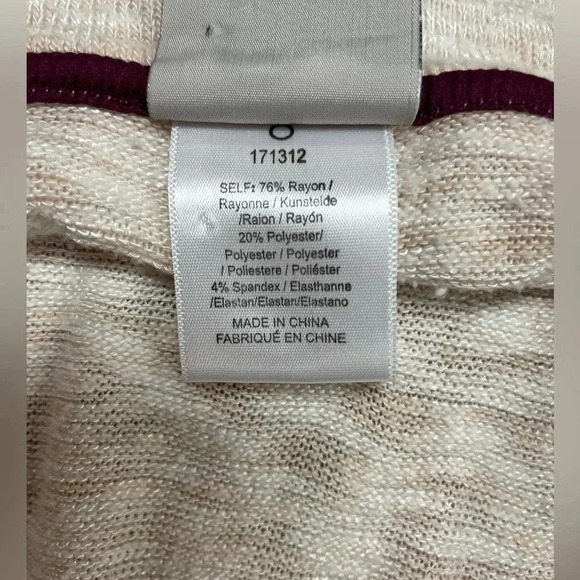 171312
SELF: 76% Rayon /
Rayonne / Kunsteide
/Raion / Rayón
20% Polyester/
Polyester / Polyester
/ Poliestere / Poliéster
4% Spandex / Elasthanne
/Elastan/Elastan/Elastano
MADE IN CHINA
FABRIQUÉ EN CHINE